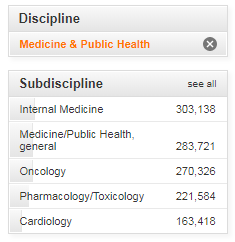 Discipline
Medicine & Public Health
Subdiscipline see all
Internal Medicine 303,138
Medicine/Public Health,
general 283,721
Oncology 270,326
Pharmacology/Toxicology 221,584
Cardiology 163,418